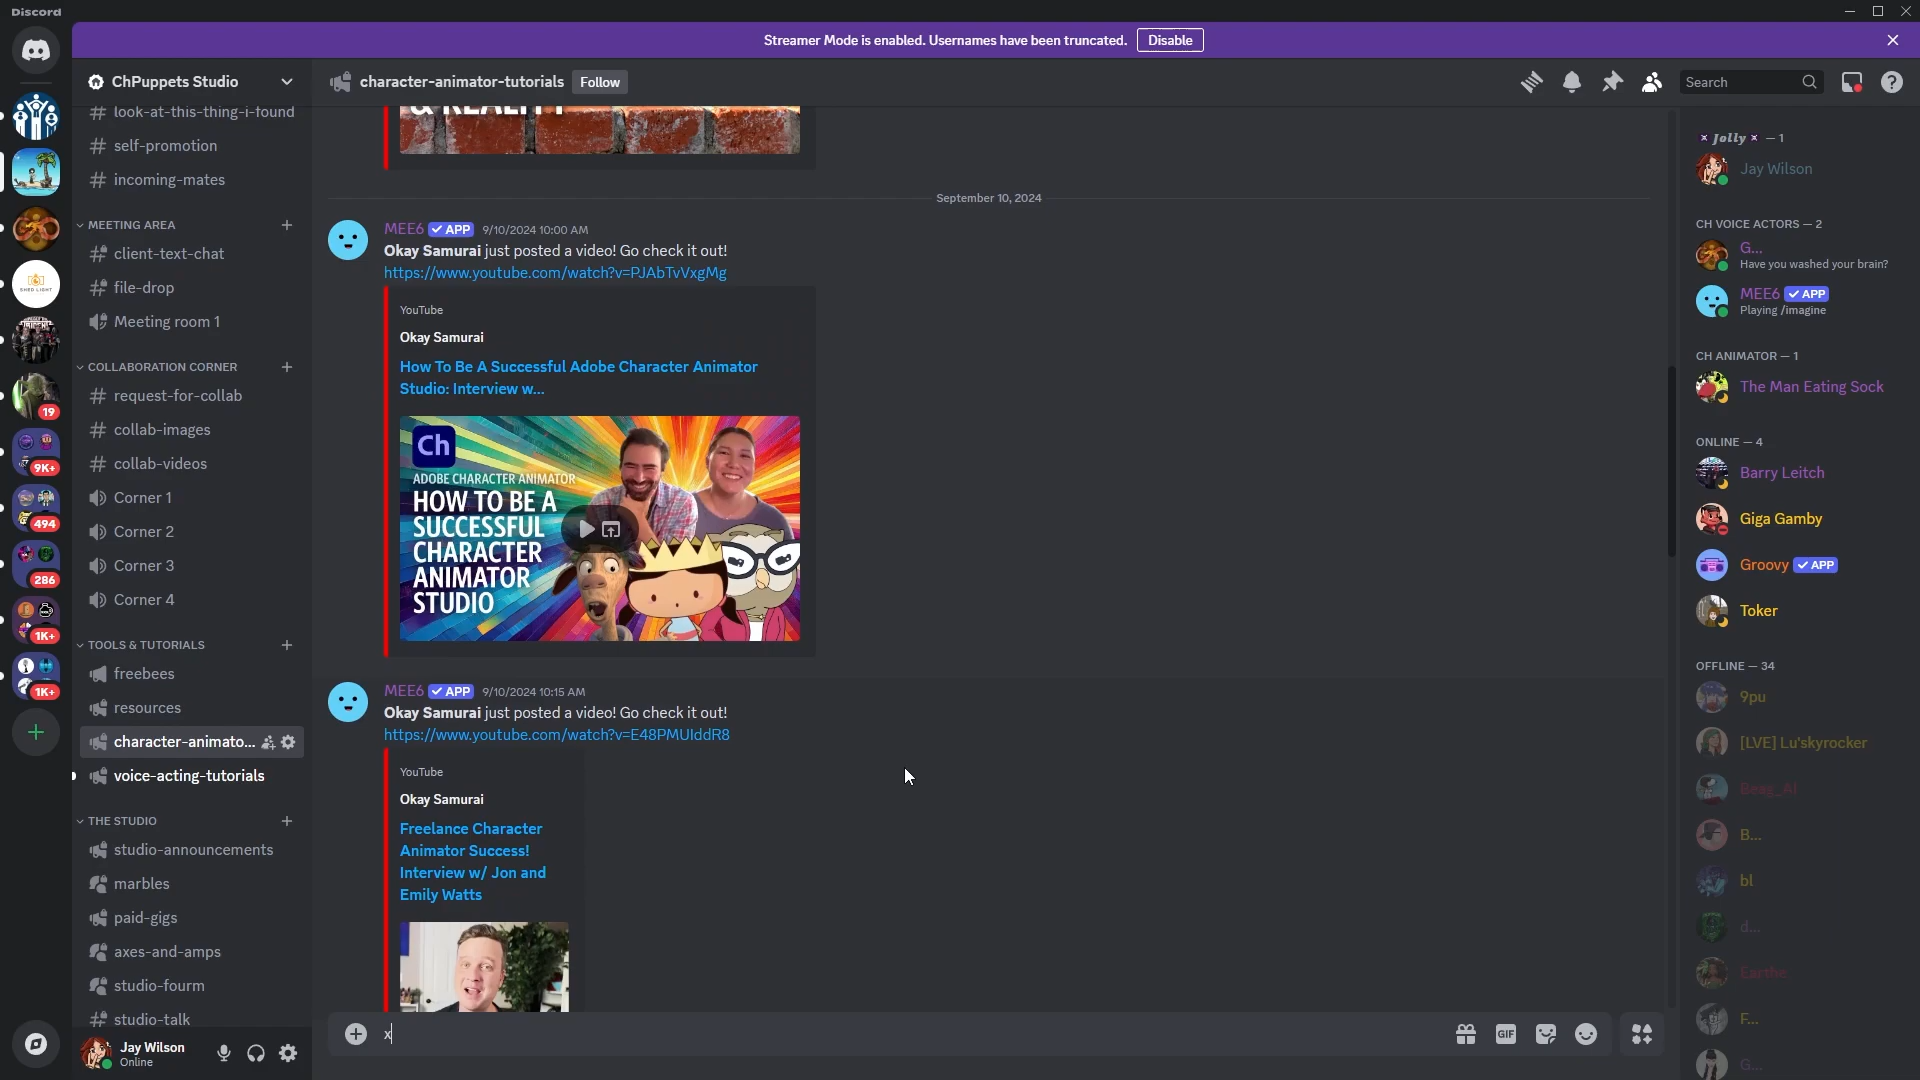 Discord
Streamer Mode is enabled. Usernames have been truncated.
Disable
ChPuppets Studio
look-at-this-thing-i-found
self-promotion
incoming-mates
MEETING AREA
client-text-chat
file-drop
Meeting room 1
COLLABORATION CORNER
request-for-collab
collab-images
collab-videos
Corner 1
Corner 2
Corner 3
Corner 4
TOOLS & TUTORIALS
freebees
resources
character-animato...
voice-acting-tutorials
THE STUDIO
studio-announcements
marbles
paid-gigs
axes-and-amps
studio-fourm
studio-talk
Jay Wilson
Online
19
9K+
494
286
1K+
1K+
SHED LIGHT
character-animator-tutorials
Follow
Search
& REALITY
September 10, 2024
MEE6 ✓ APP 9/10/2024 10:00 AM
Okay Samurai just posted a video! Go check it out!
https://www.youtube.com/watch?v=PJAbTvVxgMg
YouTube
Okay Samurai
How To Be A Successful Adobe Character Animator
Studio: Interview w...
Ch
ADOBE CHARACTER ANIMATOR
HOW TO BE A
SUCCESSFUL
CHARACTER
ANIMATOR
STUDIO
MEE6 ✓ APP 9/10/2024 10:15 AM
Okay Samurai just posted a video! Go check it out!
https://www.youtube.com/watch?v=E48PMUIddR8
YouTube
Okay Samurai
Freelance Character
Animator Success!
Interview w/ Jon and
Emily Watts
x
GIF
Jolly — 1
Jay Wilson
CH VOICE ACTORS — 2
G...
Have you washed your brain?
MEE6 ✓ APP
Playing /imagine
CH ANIMATOR — 1
The Man Eating Sock
ONLINE — 4
Barry Leitch
Giga Gamby
Groovy ✓ APP
Toker
OFFLINE — 34
9pu
[LVE] Lu'skyrocker
B...
bl
d...
Earthe
F...
G...